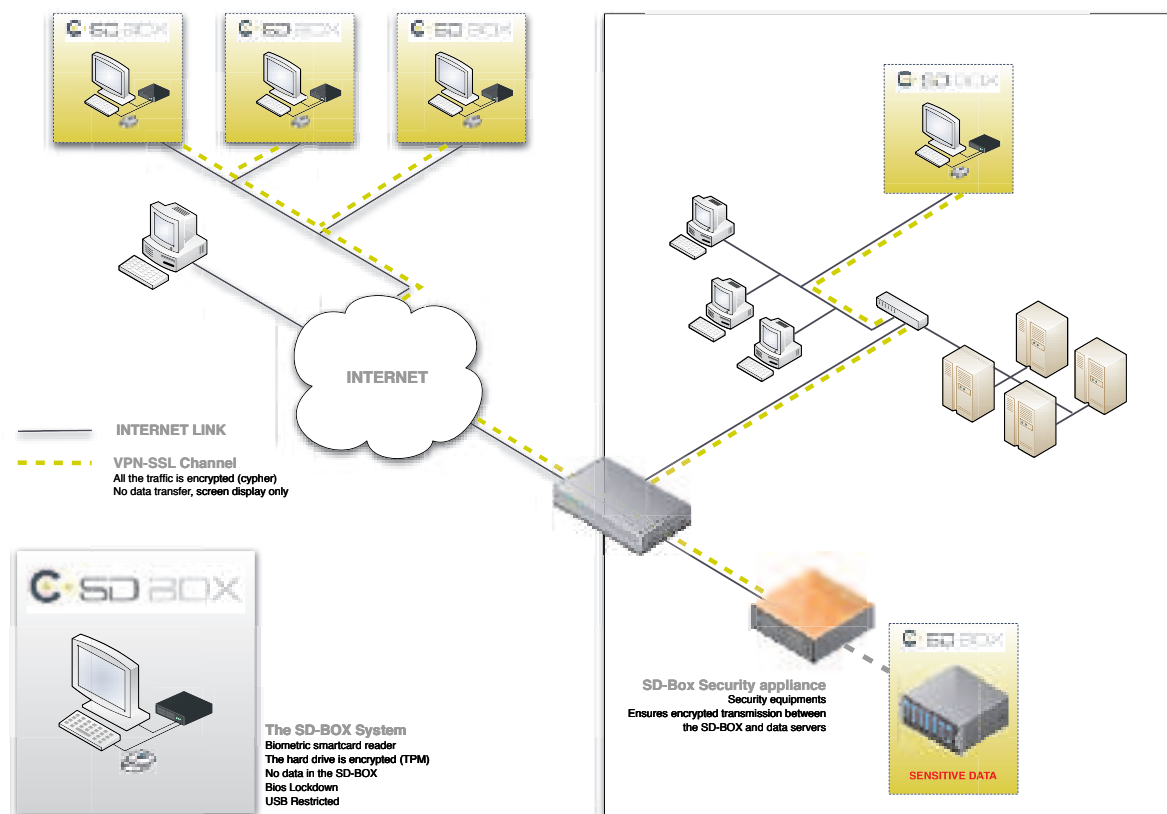 C SD BOX
C SD BOX
C SD BOX
C SD BOX
INTERNET
INTERNET LINK
VPN-SSL Channel
All the traffic is encrypted (cypher)
No data transfer, screen display only
C SD BOX
The SD-BOX System
Biometric smartcard reader
The hard drive is encrypted (TPM)
No data in the SD-BOX
Bios Lockdown
USB Restricted
SD-Box Security appliance
Security equipments
Ensures encrypted transmission between
the SD-BOX and data servers
C SD BOX
SENSITIVE DATA